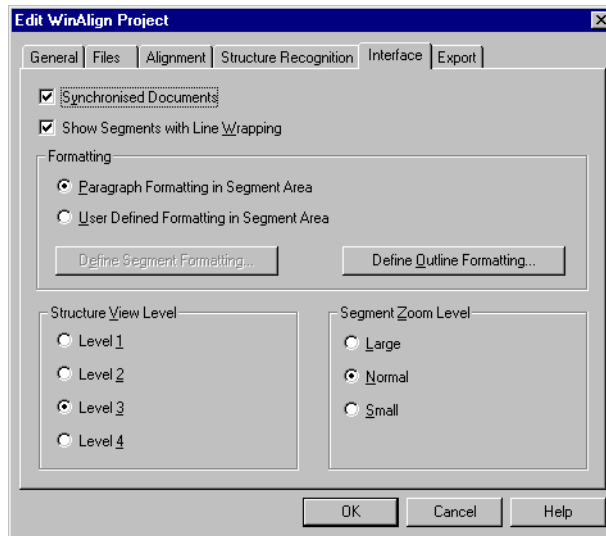 Edit WinAlign Project
General Files Alignment Structure Recognition Interface Export
Synchronised Documents
Show Segments with Line Wrapping
Formatting
Paragraph Formatting in Segment Area
User Defined Formatting in Segment Area
Define Segment Formatting... Define Outline Formatting...
Structure View Level Segment Zoom Level
Level 1 Large
Level 2 Normal
Level 3 Small
Level 4
OK Cancel Help